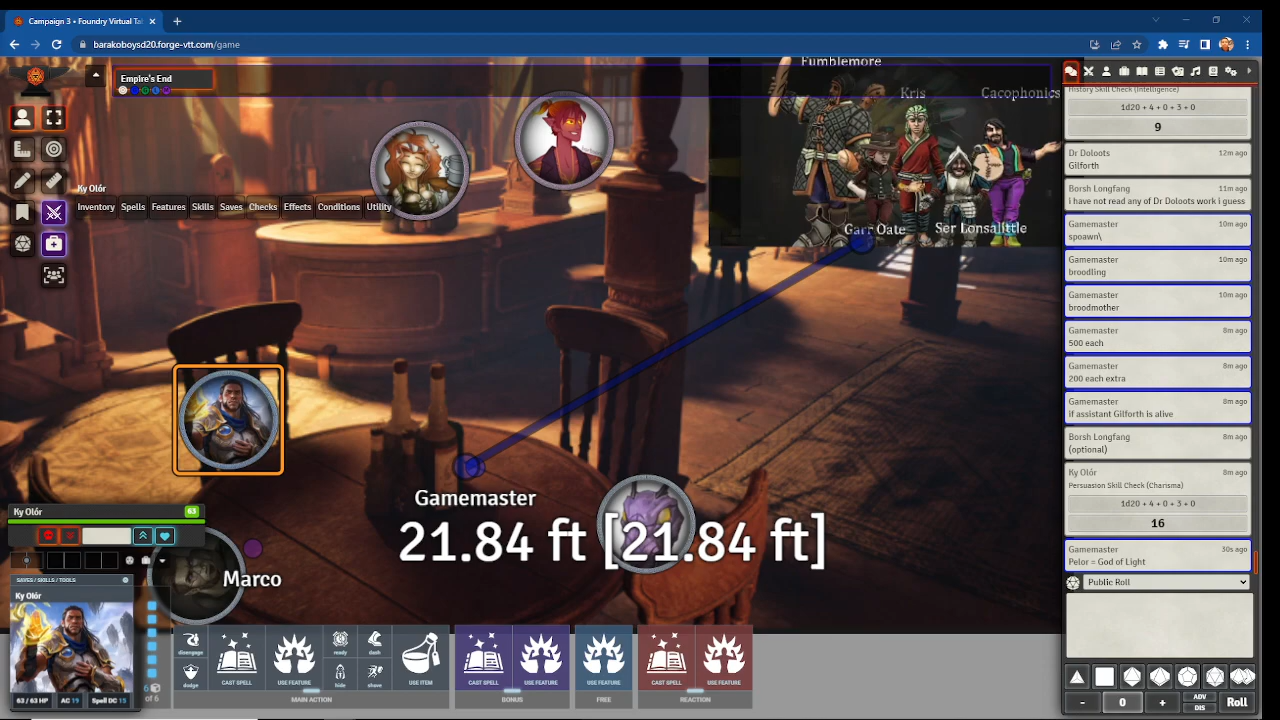 Campaign 3 • Foundry Virtual Tab
barakoboysd20.forge-vtt.com/game
Empire's End
Ky Olór
Inventory Spells Features Skills Saves Checks Effects Conditions Utility
Fumblemore
Kris
Cacophonics
Garr Oate
Ser Lonsalittle
Gamemaster
21.84 ft [21.84 ft]
Marco
Ky Olór
63
SAVES / SKILLS / TOOLS
Ky Olór
63 / 63 HP AC 19 Spell DC 15
6
of 6
disengage
dodge
CAST SPELL
USE FEATURE
ready
hide
dash
shove
USE ITEM
MAIN ACTION
CAST SPELL
USE FEATURE
BONUS
USE FEATURE
FREE
CAST SPELL
USE FEATURE
REACTION
History Skill Check (Intelligence)
1d20 + 4 + 0 + 3 + 0
9
Dr Doloots 12m ago
Gilforth
Borsh Longfang 11m ago
i have not read any of Dr Doloots work i guess
Gamemaster 10m ago
spoawn\
Gamemaster 10m ago
broodling
Gamemaster 10m ago
broodmother
Gamemaster 8m ago
500 each
Gamemaster 8m ago
200 each extra
Gamemaster 8m ago
if assistant Gilforth is alive
Borsh Longfang 8m ago
(optional)
Ky Olór 8m ago
Persuasion Skill Check (Charisma)
1d20 + 4 + 0 + 3 + 0
16
Gamemaster 30s ago
Pelor = God of Light
Public Roll
- 0 + ADV
DIS
Roll